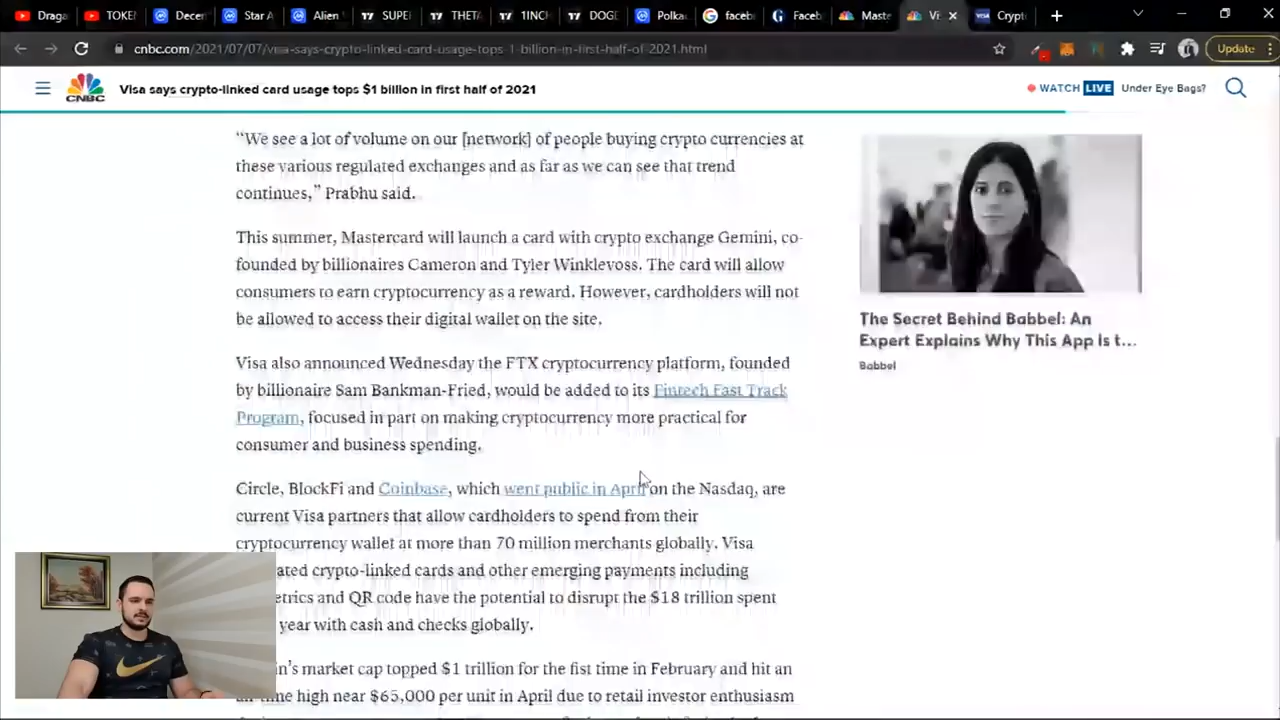 Draga
TOKE
Decer
Star A
Alien
SUPE
THET
1INC
DOG
Polka
faceb
Faceb
Maste
Vi
Crypt
cnbc.com/2021/07/07/visa-says-crypto-linked-card-usage-tops-1-billion-in-first-half-of-2021.html
Update
CNBC
Visa says crypto-linked card usage tops $1 billion in first half of 2021
WATCH LIVE
Under Eye Bags?
“We see a lot of volume on our [network] of people buying crypto currencies at
these various regulated exchanges and as far as we can see that trend
continues,” Prabhu said.
This summer, Mastercard will launch a card with crypto exchange Gemini, co-
founded by billionaires Cameron and Tyler Winklevoss. The card will allow
consumers to earn cryptocurrency as a reward. However, cardholders will not
be allowed to access their digital wallet on the site.
Visa also announced Wednesday the FTX cryptocurrency platform, founded
by billionaire Sam Bankman-Fried, would be added to its Fintech Fast Track
Program, focused in part on making cryptocurrency more practical for
consumer and business spending.
Circle, BlockFi and Coinbase, which went public in April on the Nasdaq, are
current Visa partners that allow cardholders to spend from their
cryptocurrency wallet at more than 70 million merchants globally. Visa
ated crypto-linked cards and other emerging payments including
etrics and QR code have the potential to disrupt the $18 trillion spent
year with cash and checks globally.
in’s market cap topped $1 trillion for the fist time in February and hit an
all-time high near $65,000 per unit in April due to retail investor enthusiasm
The Secret Behind Babbel: An
Expert Explains Why This App Is t...
Babbel